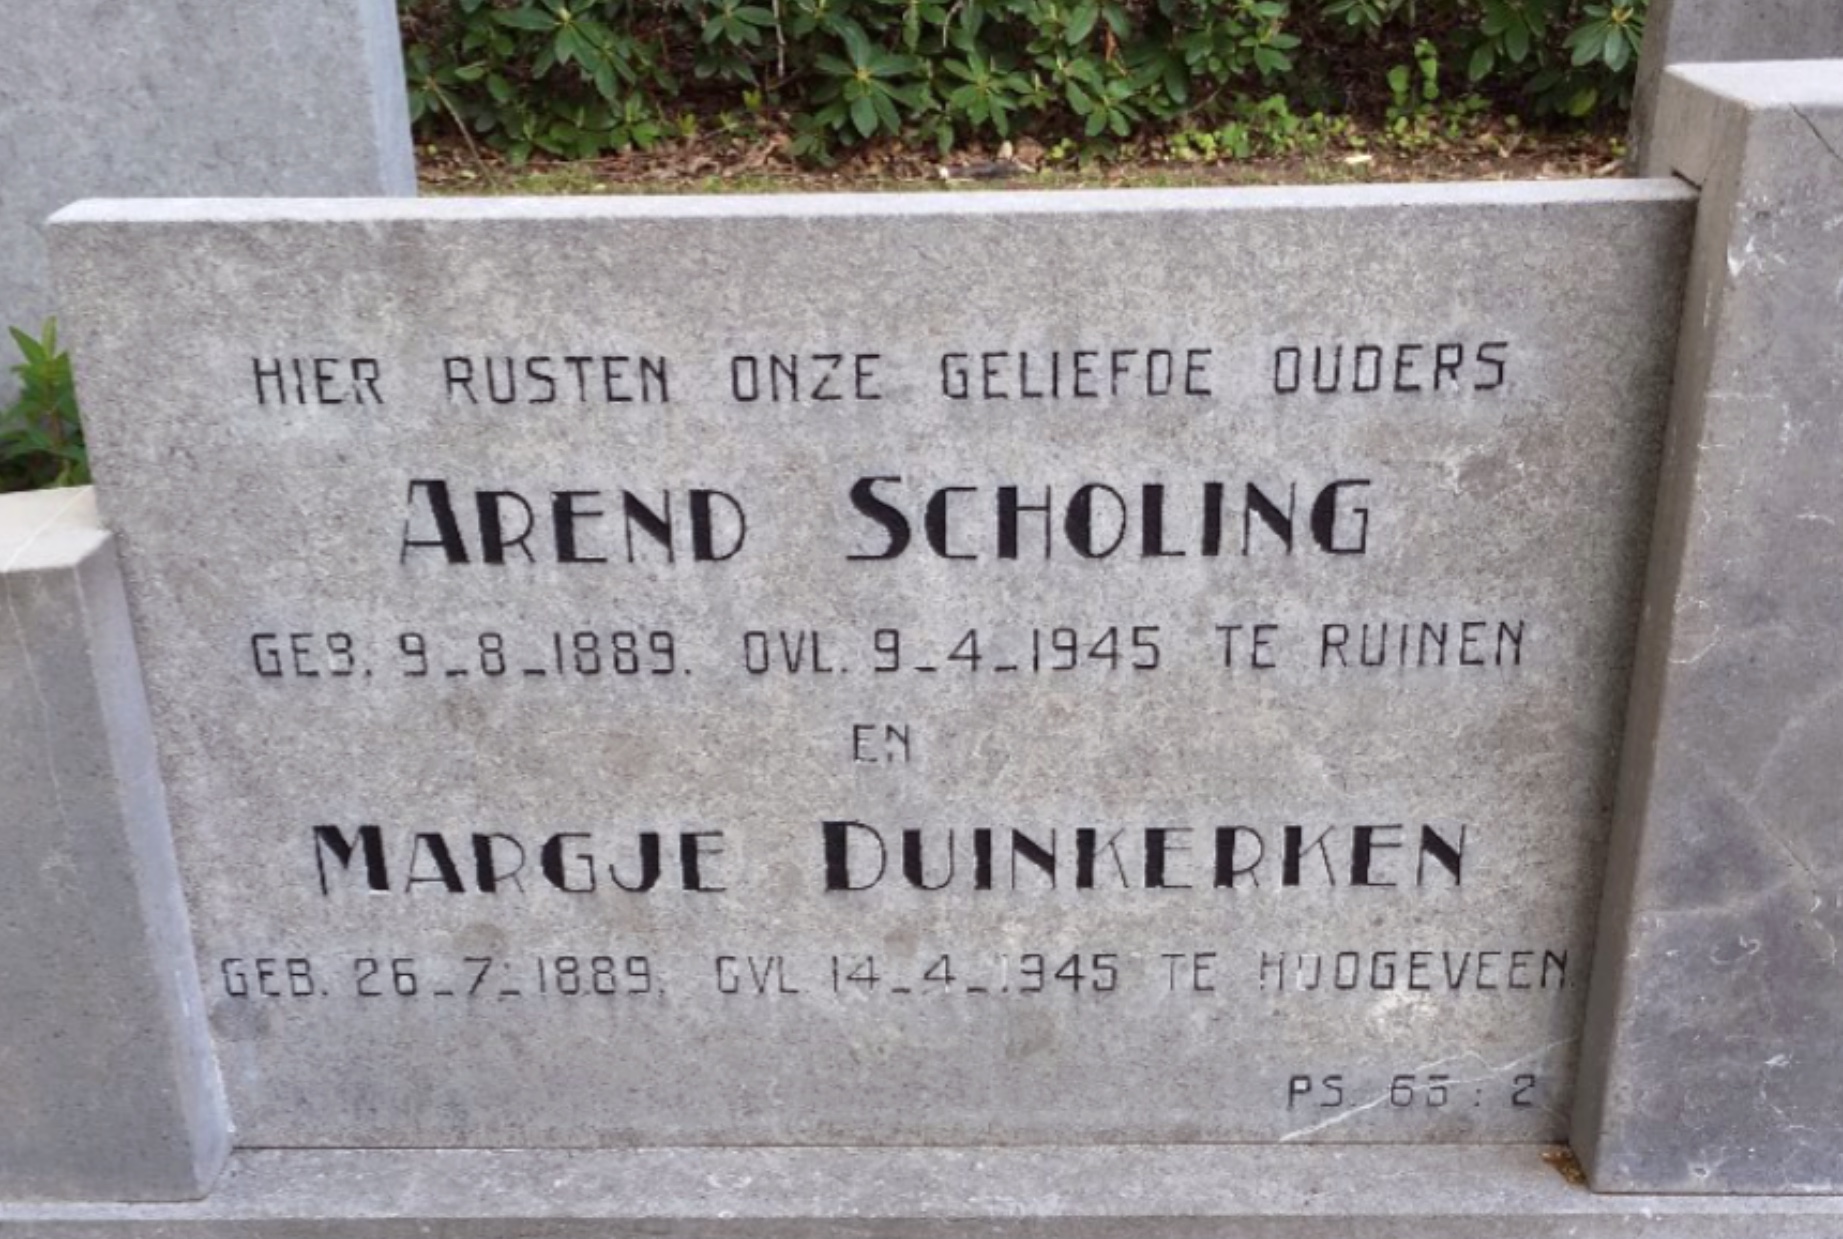 HIER RUSTEN ONZE GELIEFDE OUDERS
AREND SCHOLING
GEB. 9-8-1889. OVL. 9-4-1945 TE RUINEN
EN
MARGJE DUINKERKEN
GEB. 26-7-1889. OVL 14-4-1945 TE HOOGEVEEN
PS. 65 : 2